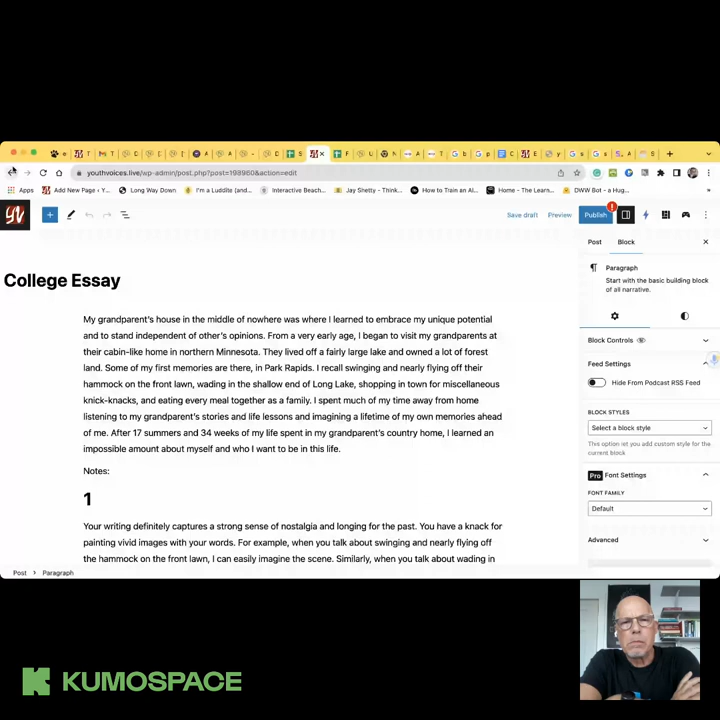 youthvoices.live/wp-admin/post.php?post=198960&action=edit
Apps Add New Page ‹ Y... Long Way Down I'm a Luddite (and... Interactive Beach... Jay Shetty - Think... How to Train an Al... Home - The Learn... DWW Bot - a Hug...
Save draft Preview Publish
Post Block
College Essay
Paragraph
Start with the basic building block
of all narrative.
My grandparent's house in the middle of nowhere was where I learned to embrace my unique potential
and to stand independent of other's opinions. From a very early age, I began to visit my grandparents at
their cabin-like home in northern Minnesota. They lived off a fairly large lake and owned a lot of forest
land. Some of my first memories are there, in Park Rapids. I recall swinging and nearly flying off their
hammock on the front lawn, wading in the shallow end of Long Lake, shopping in town for miscellaneous
knick-knacks, and eating every meal together as a family. I spent much of my time away from home
listening to my grandparent's stories and life lessons and imagining a lifetime of my own memories ahead
of me. After 17 summers and 34 weeks of my life spent in my grandparent's country home, I learned an
impossible amount about myself and who I want to be in this life.
Notes:
1
Your writing definitely captures a strong sense of nostalgia and longing for the past. You have a knack for
painting vivid images with your words. For example, when you talk about swinging and nearly flying off
the hammock on the front lawn, I can easily imagine the scene. Similarly, when you talk about wading in
Block Controls
Feed Settings
Hide From Podcast RSS Feed
BLOCK STYLES
Select a block style
This option let you add custom style for the
current block
Pro Font Settings
FONT FAMILY
Default
Advanced
Post > Paragraph
KUMOSPACE